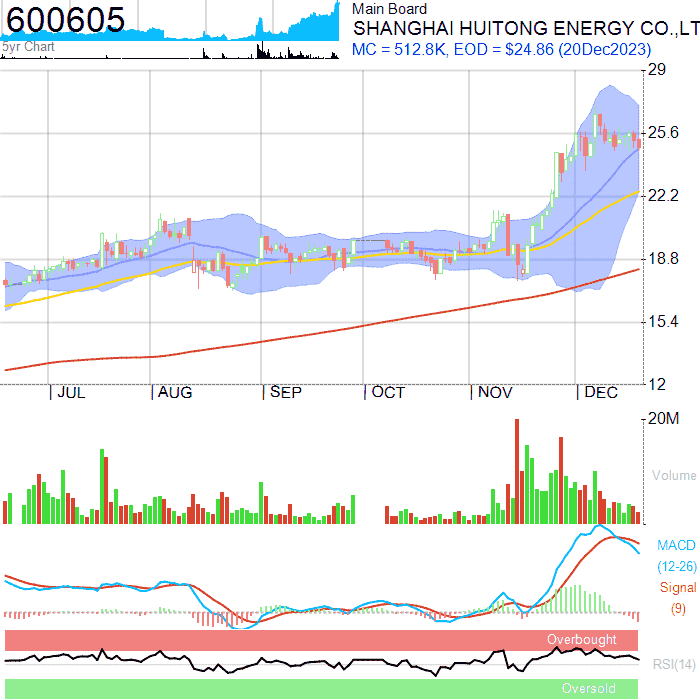 600605
5yr Chart
Main Board
SHANGHAI HUITONG ENERGY CO.,LT
MC = 512.8K, EOD = $24.86 (20Dec2023)
29
25.6
22.2
18.8
15.4
12
JUL AUG SEP OCT NOV DEC
20M
Volume
MACD
(12-26)
Signal
(9)
Overbought
RSI(14)
Oversold